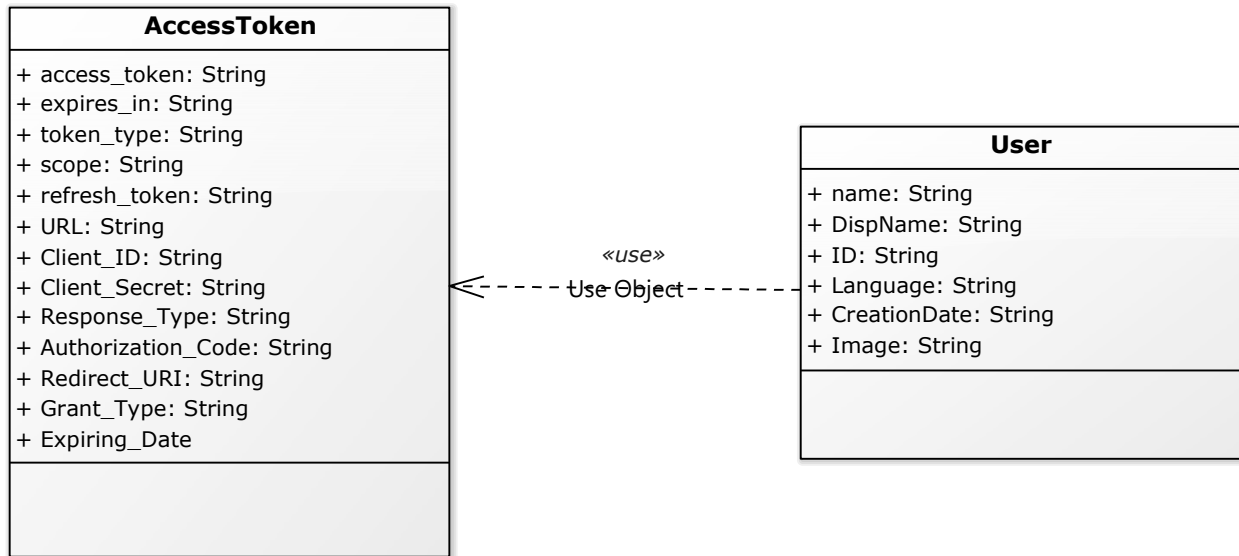 AccessToken
+ access_token: String
+ expires_in: String
+ token_type: String
+ scope: String
+ refresh_token: String
+ URL: String
+ Client_ID: String
+ Client_Secret: String
+ Response_Type: String
+ Authorization_Code: String
+ Redirect_URI: String
+ Grant_Type: String
+ Expiring_Date
«use»
Use Object
User
+ name: String
+ DispName: String
+ ID: String
+ Language: String
+ CreationDate: String
+ Image: String